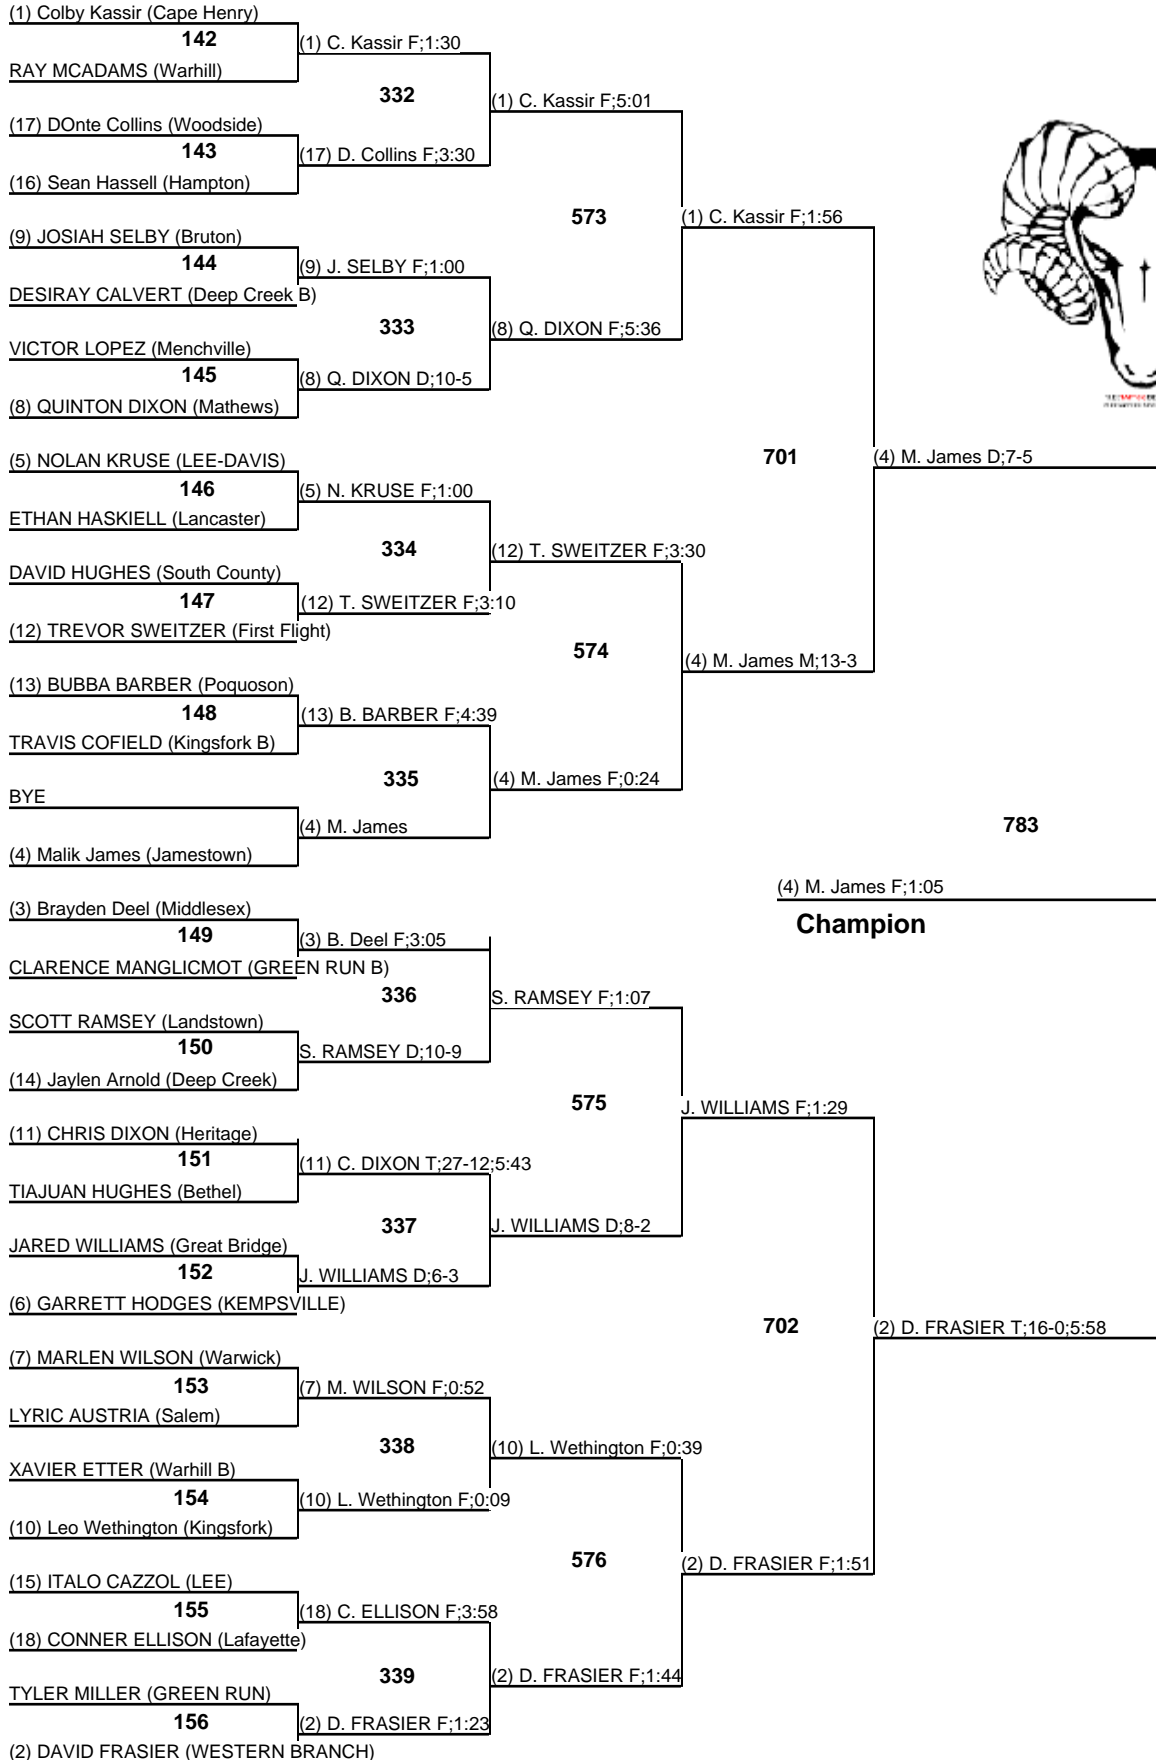 (1) Colby Kassir (Cape Henry)
142
(1) C. Kassir F;1:30
RAY MCADAMS (Warhill)
332
(1) C. Kassir F;5:01
(17) DOnte Collins (Woodside)
143
(17) D. Collins F;3:30
(16) Sean Hassell (Hampton)
573
(1) C. Kassir F;1:56
(9) JOSIAH SELBY (Bruton)
144
(9) J. SELBY F;1:00
DESIRAY CALVERT (Deep Creek B)
333
(8) Q. DIXON F;5:36
VICTOR LOPEZ (Menchville)
145
(8) Q. DIXON D;10-5
(8) QUINTON DIXON (Mathews)
701
(4) M. James D;7-5
(5) NOLAN KRUSE (LEE-DAVIS)
146
(5) N. KRUSE F;1:00
ETHAN HASKIELL (Lancaster)
334
(12) T. SWEITZER F;3:30
DAVID HUGHES (South County)
147
(12) T. SWEITZER F;3:10
(12) TREVOR SWEITZER (First Flight)
574
(4) M. James M;13-3
(13) BUBBA BARBER (Poquoson)
148
(13) B. BARBER F;4:39
TRAVIS COFIELD (Kingsfork B)
335
(4) M. James F;0:24
BYE
(4) M. James
(4) Malik James (Jamestown)
783
(4) M. James F;1:05
Champion
(3) Brayden Deel (Middlesex)
149
(3) B. Deel F;3:05
CLARENCE MANGLICMOT (GREEN RUN B)
336
S. RAMSEY F;1:07
SCOTT RAMSEY (Landstown)
150
S. RAMSEY D;10-9
(14) Jaylen Arnold (Deep Creek)
575
J. WILLIAMS F;1:29
(11) CHRIS DIXON (Heritage)
151
(11) C. DIXON T;27-12;5:43
TIAJUAN HUGHES (Bethel)
337
J. WILLIAMS D;8-2
JARED WILLIAMS (Great Bridge)
152
J. WILLIAMS D;6-3
(6) GARRETT HODGES (KEMPSVILLE)
702
(2) D. FRASIER T;16-0;5:58
(7) MARLEN WILSON (Warwick)
153
(7) M. WILSON F;0:52
LYRIC AUSTRIA (Salem)
338
(10) L. Wethington F;0:39
XAVIER ETTER (Warhill B)
154
(10) L. Wethington F;0:09
(10) Leo Wethington (Kingsfork)
576
(2) D. FRASIER F;1:51
(15) ITALO CAZZOL (LEE)
155
(18) C. ELLISON F;3:58
(18) CONNER ELLISON (Lafayette)
339
(2) D. FRASIER F;1:44
TYLER MILLER (GREEN RUN)
156
(2) D. FRASIER F;1:23
(2) DAVID FRASIER (WESTERN BRANCH)